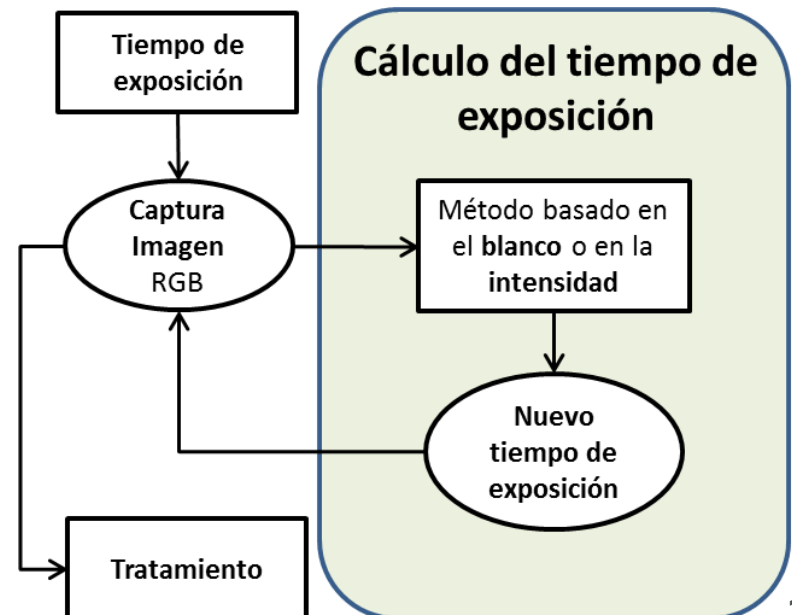 Tiempo de
exposición
Cálculo del tiempo de
exposición
Captura
Imagen
RGB
Método basado en
el blanco o en la
intensidad
Nuevo
tiempo de
exposición
Tratamiento